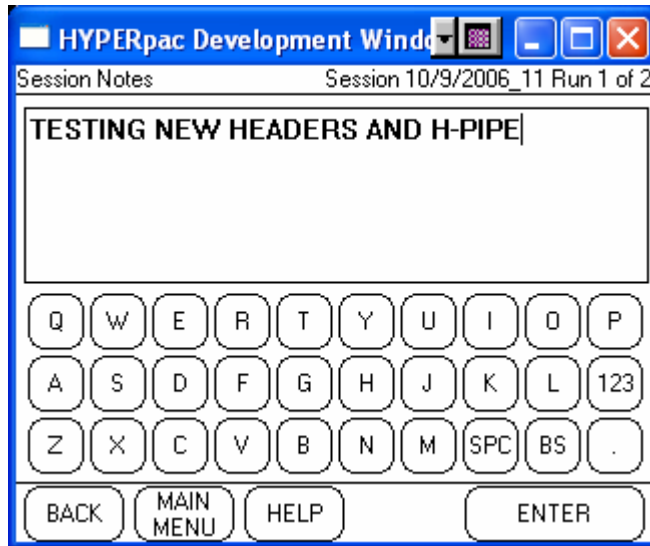 HYPERpac Development Windo
Session Notes Session 10/9/2006_11 Run 1 of 2
TESTING NEW HEADERS AND H-PIPE
Q W E R T Y U I O P
A S D F G H J K L 123
Z X C V B N M SPC BS .
BACK MAIN MENU HELP ENTER